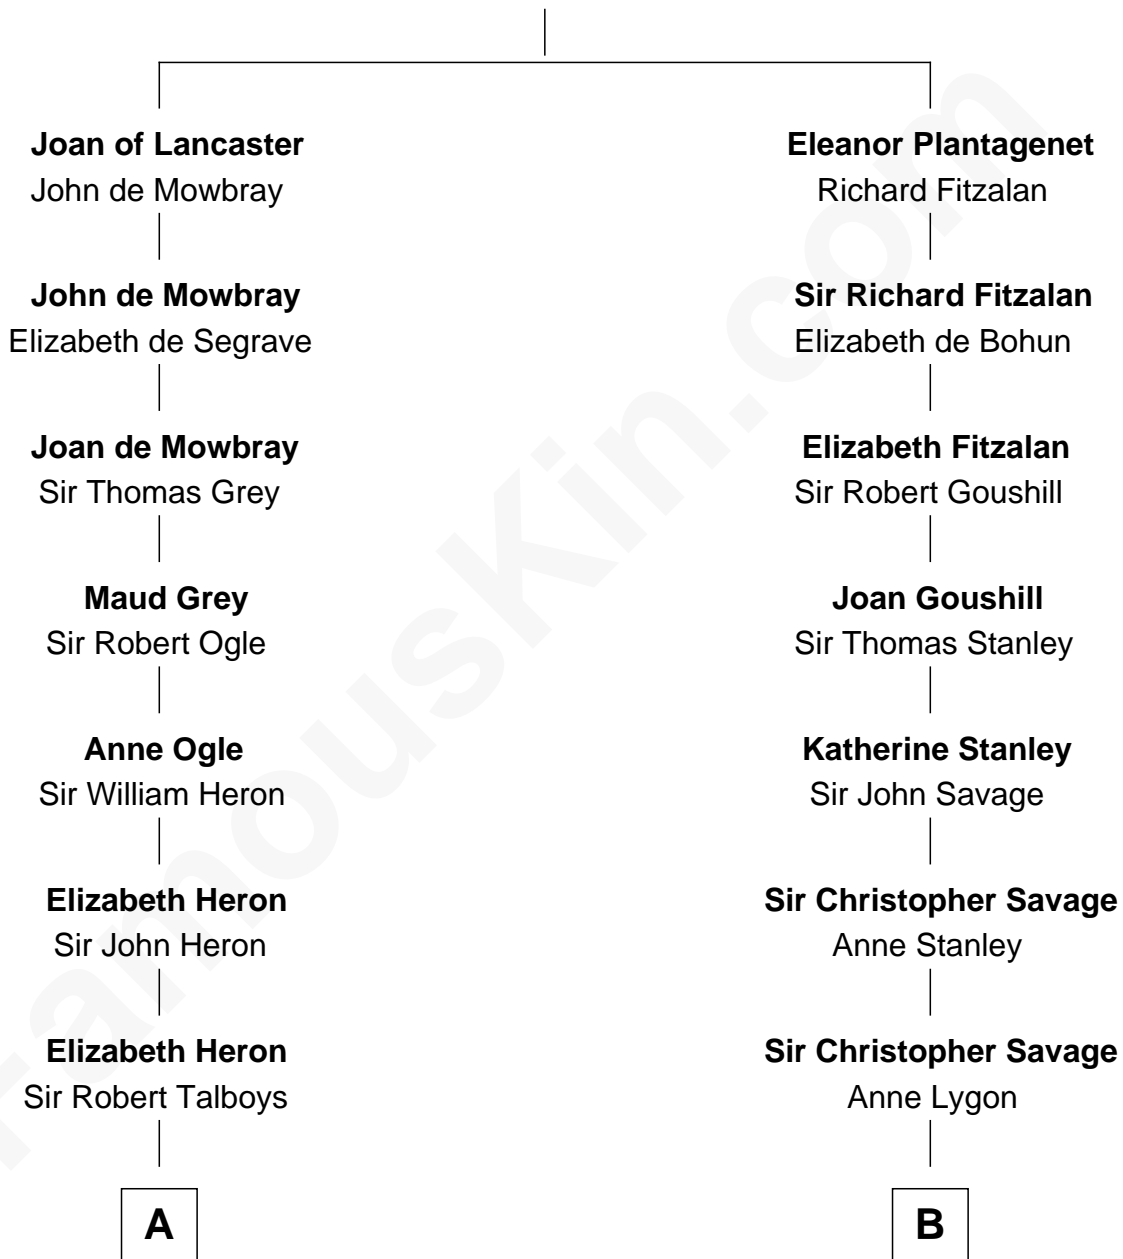 Joan of Lancaster
John de Mowbray
John de Mowbray
Elizabeth de Segrave
Joan de Mowbray
Sir Thomas Grey
Maud Grey
Sir Robert Ogle
Anne Ogle
Sir William Heron
Elizabeth Heron
Sir John Heron
Elizabeth Heron
Sir Robert Talboys
A
Eleanor Plantagenet
Richard Fitzalan
Sir Richard Fitzalan
Elizabeth de Bohun
Elizabeth Fitzalan
Sir Robert Goushill
Joan Goushill
Sir Thomas Stanley
Katherine Stanley
Sir John Savage
Sir Christopher Savage
Anne Stanley
Sir Christopher Savage
Anne Lygon
B
FamousKin.com